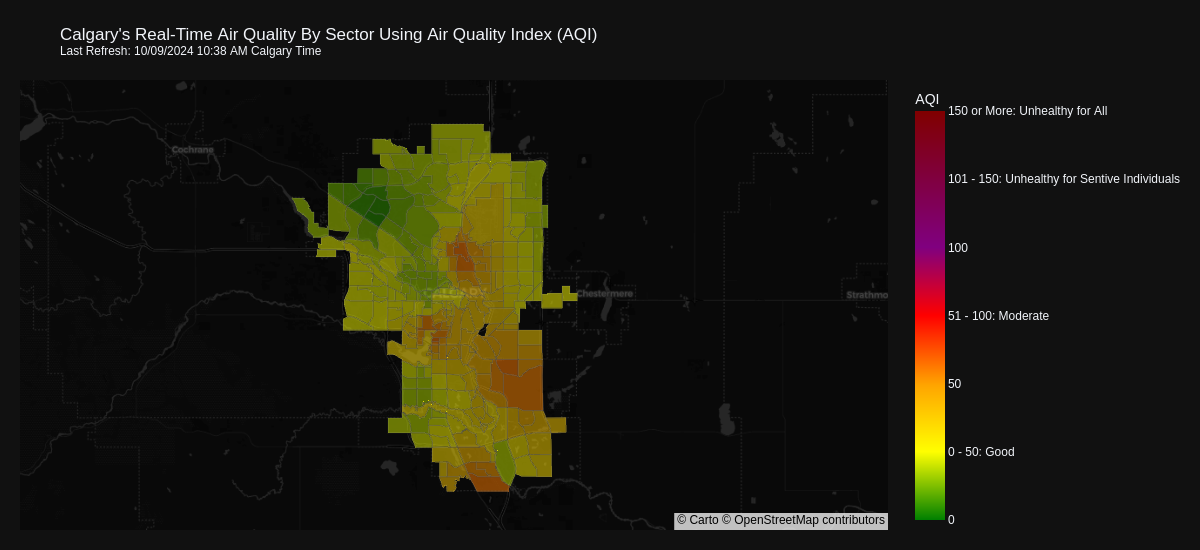 Calgary's Real-Time Air Quality By Sector Using Air Quality Index (AQI)
Last Refresh: 10/09/2024 10:38 AM Calgary Time
AQI
150 or More: Unhealthy for All
Cochrane
101 - 150: Unhealthy for Sentive Individuals
100
Chestermere
Strathmo
51 - 100: Moderate
50
0 - 50: Good
0
© Carto © OpenStreetMap contributors